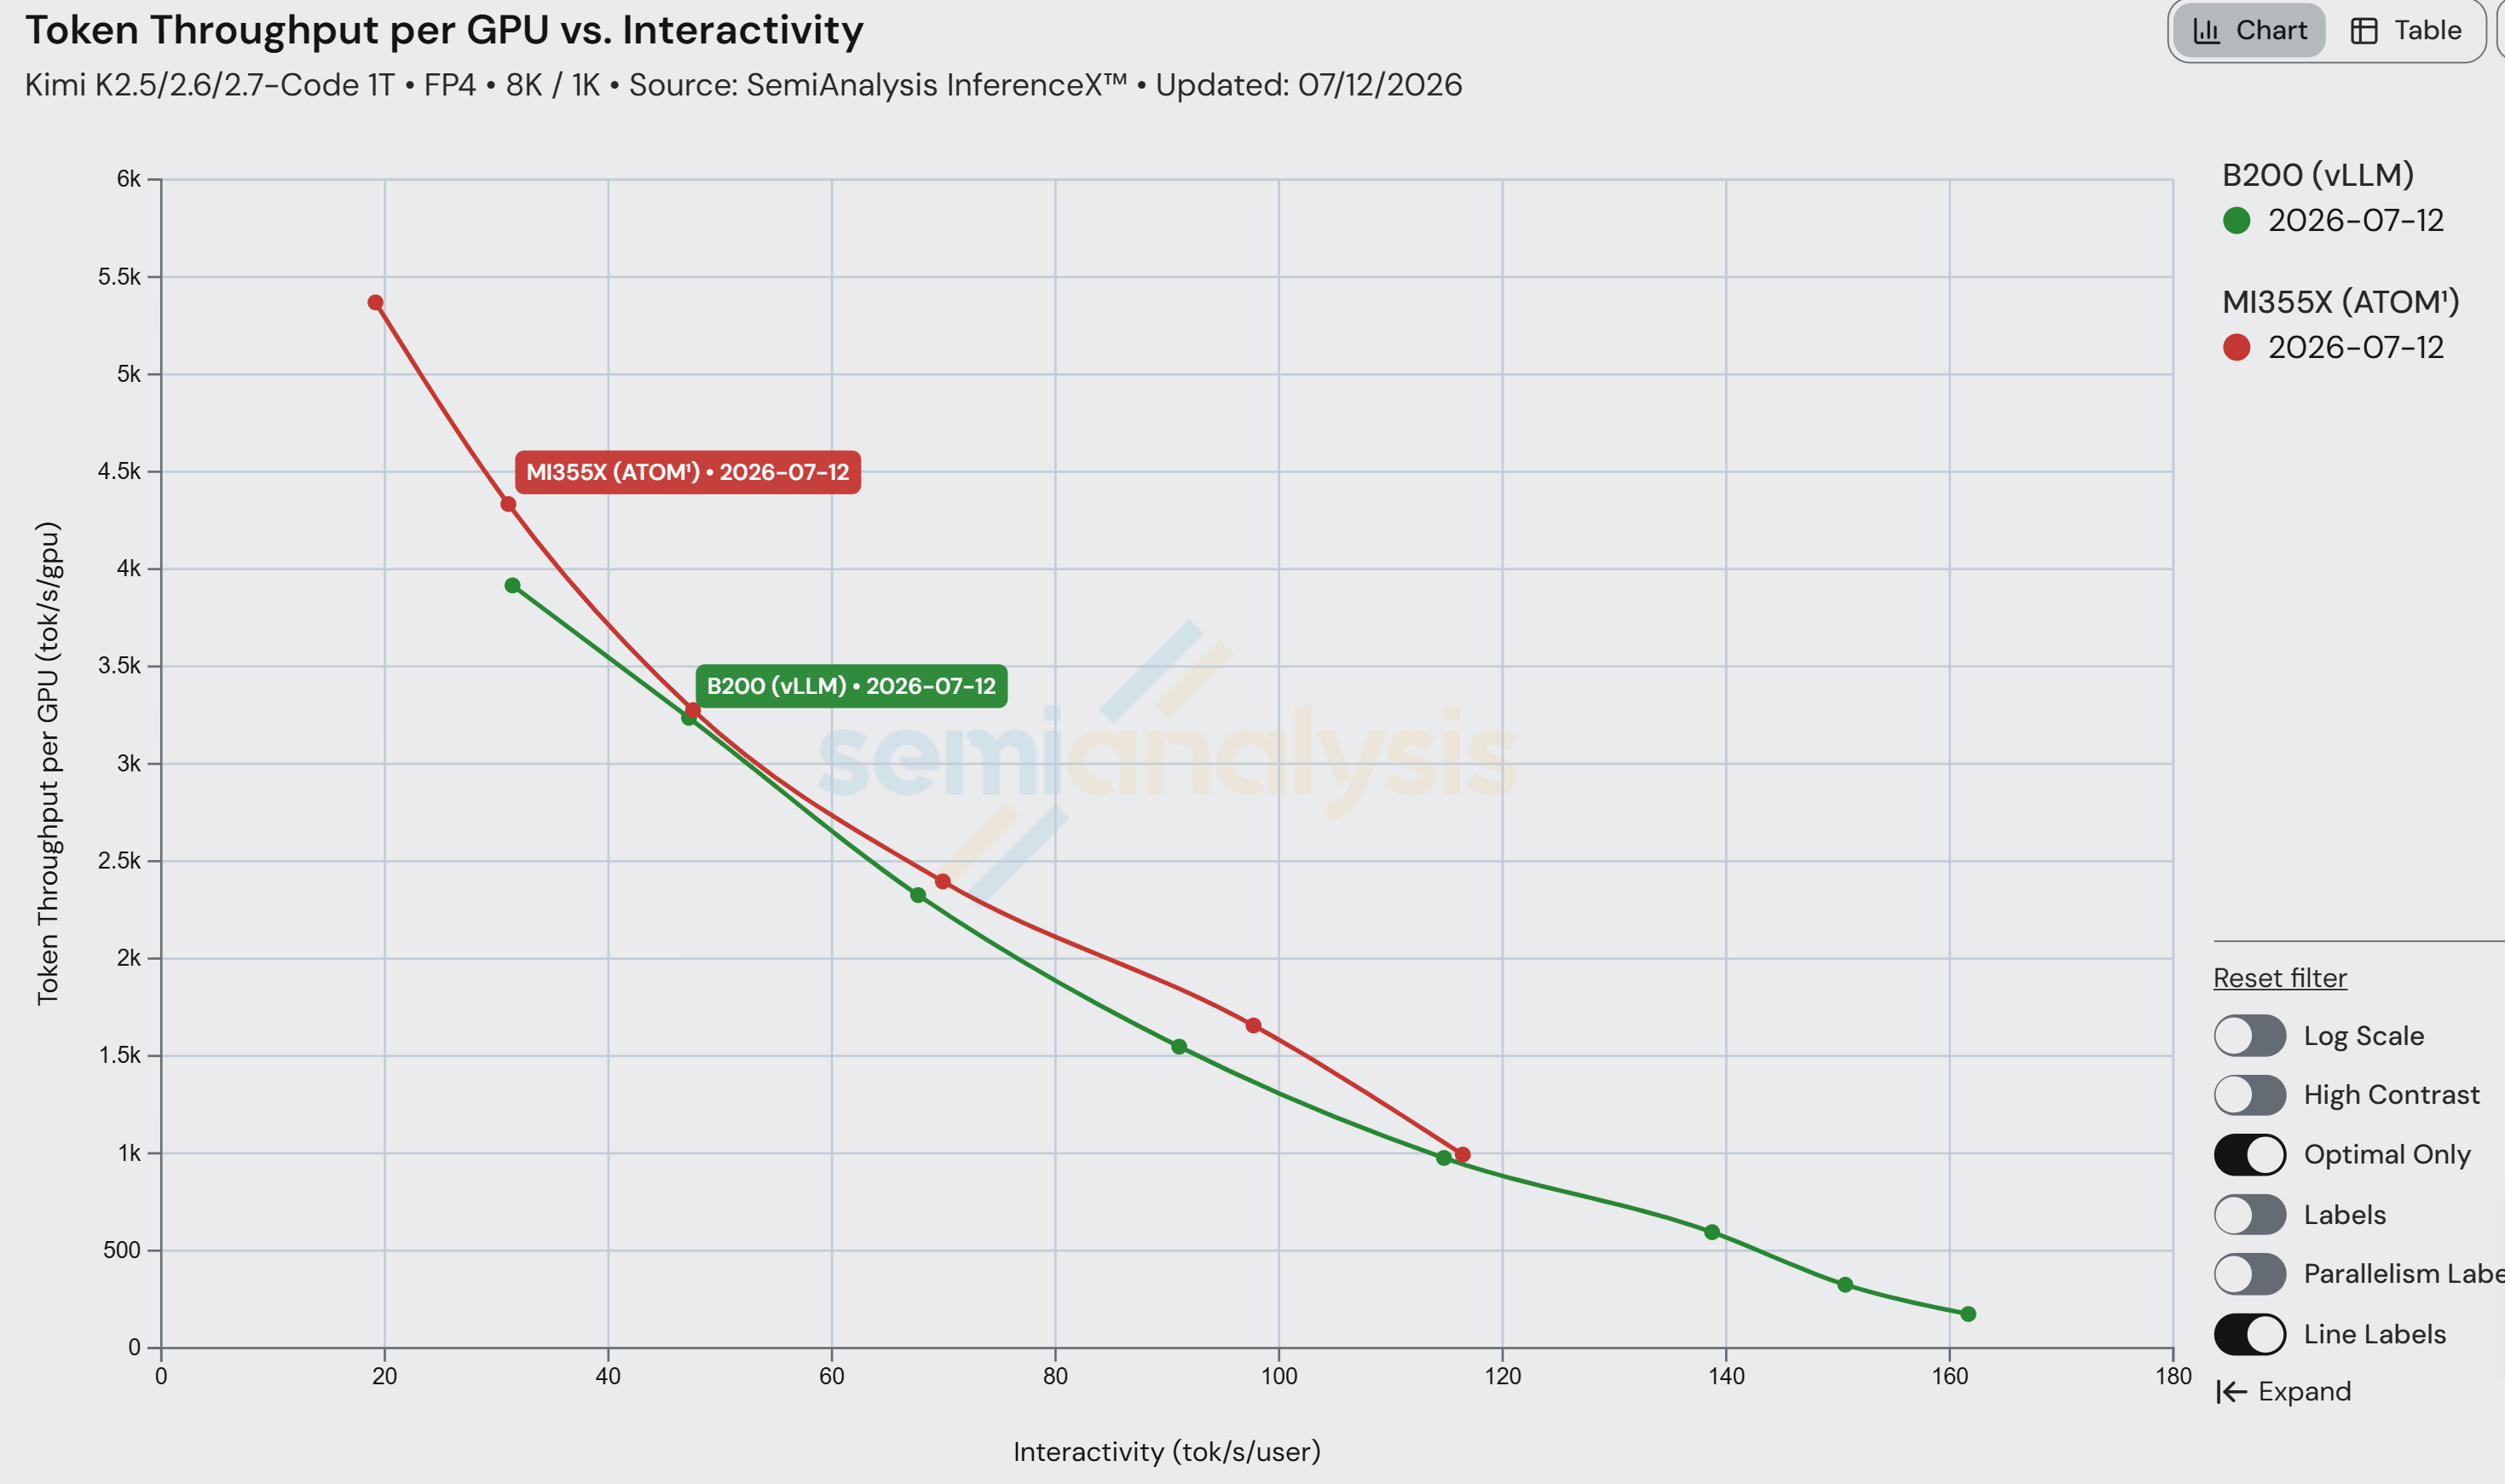 Token Throughput per GPU vs. Interactivity
Chart
Table
Kimi K2.5/2.6/2.7-Code 1T • FP4 • 8K / 1K • Source: SemiAnalysis InferenceX™ • Updated: 07/12/2026
B200 (vLLM)
2026-07-12
MI355X (ATOM¹)
2026-07-12
Token Throughput per GPU (tok/s/gpu)
6k
5.5k
5k
4.5k
4k
3.5k
3k
2.5k
2k
1.5k
1k
500
0
MI355X (ATOM¹) • 2026-07-12
B200 (vLLM) • 2026-07-12
semianalysis
0 20 40 60 80 100 120 140 160 180
Interactivity (tok/s/user)
Reset filter
Log Scale
High Contrast
Optimal Only
Labels
Parallelism Labe
Line Labels
Expand